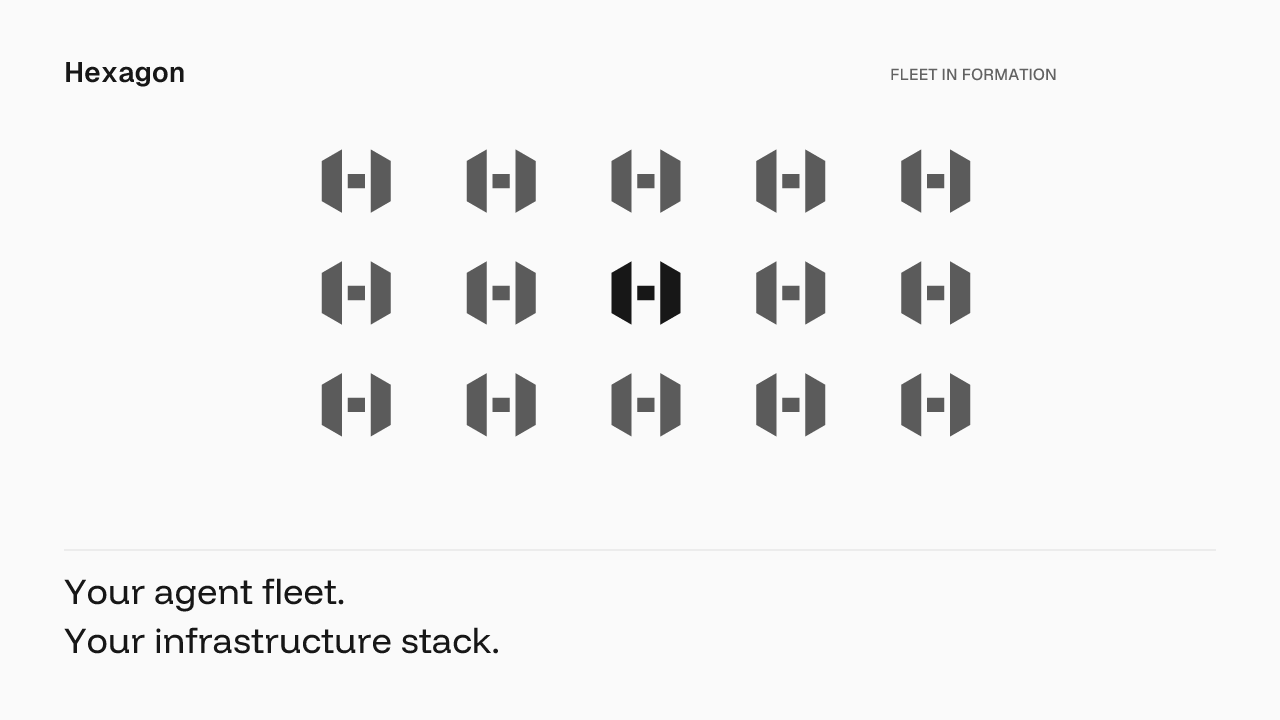 Hexagon
FLEET IN FORMATION
Your agent fleet.
Your infrastructure stack.